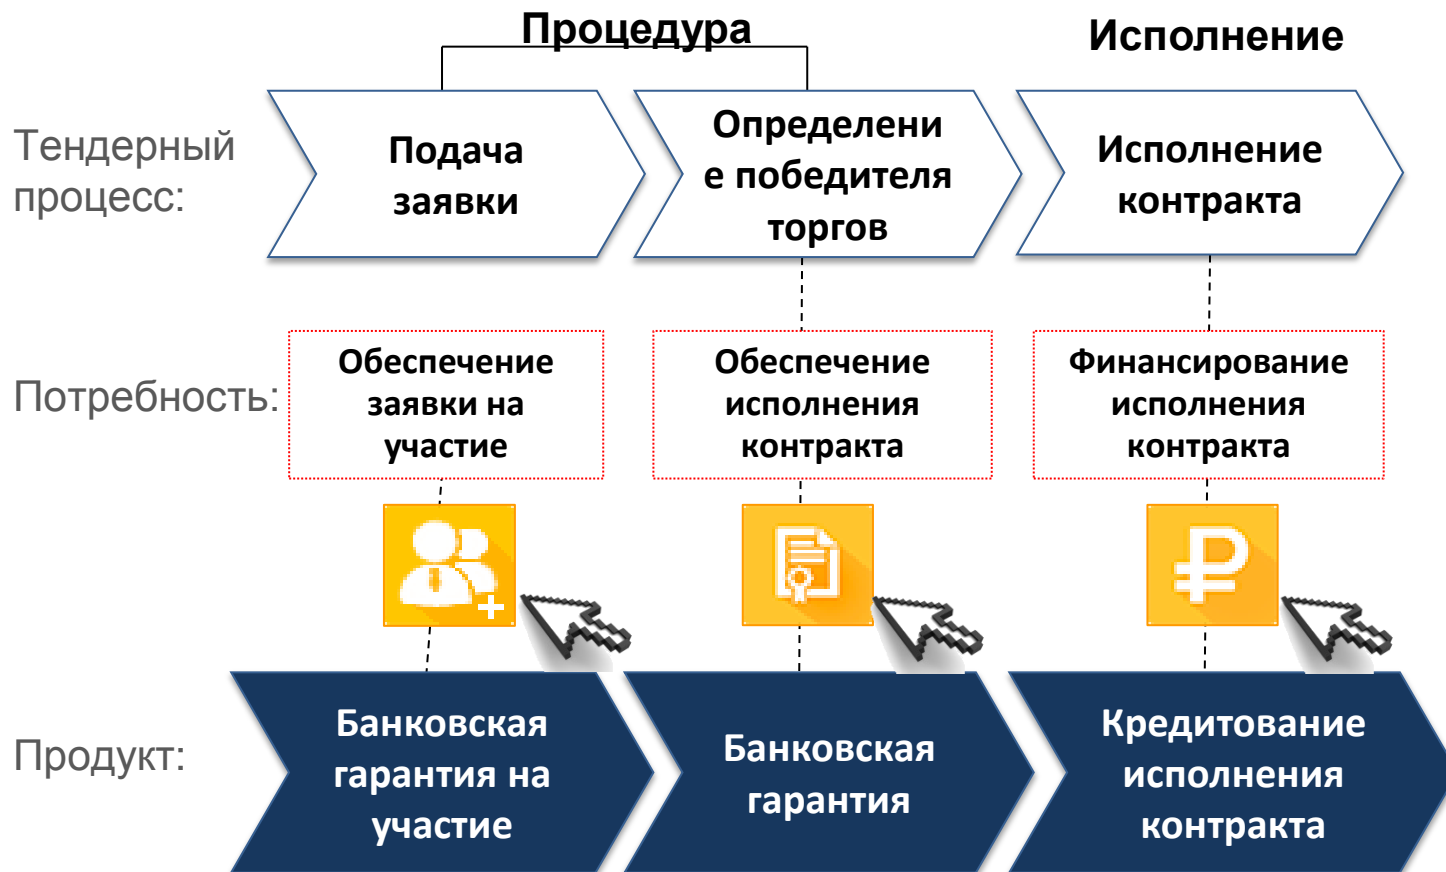 Процедура
Исполнение
Тендерный
процесс:
Подача
заявки
Определени
е победителя
торгов
Исполнение
контракта
Потребность:
Обеспечение
заявки на
участие
Обеспечение
исполнения
контракта
Финансирование
исполнения
контракта
Продукт:
Банковская
гарантия на
участие
Банковская
гарантия
Кредитование
исполнения
контракта